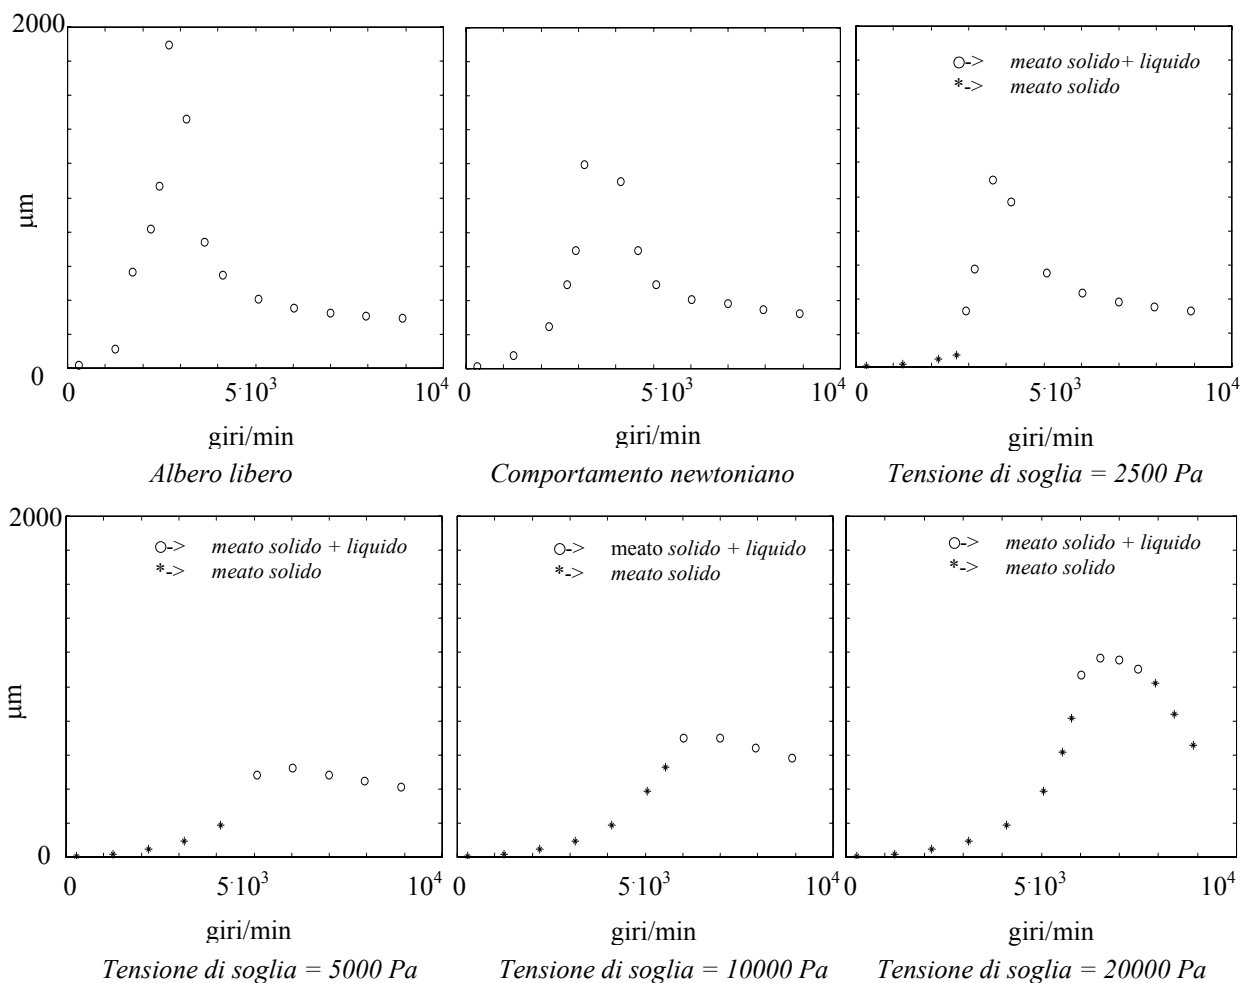 2000
μm
0
0 5·10³ 10⁴
giri/min
Albero libero
0 5·10³ 10⁴
giri/min
Comportamento newtoniano
o-> meato solido+ liquido
*-> meato solido
0 5·10³ 10⁴
giri/min
Tensione di soglia = 2500 Pa
2000
μm
0
o-> meato solido + liquido
*-> meato solido
0 5·10³ 10⁴
giri/min
Tensione di soglia = 5000 Pa
o-> meato solido + liquido
*-> meato solido
0 5·10³ 10⁴
giri/min
Tensione di soglia = 10000 Pa
o-> meato solido + liquido
*-> meato solido
0 5·10³ 10⁴
giri/min
Tensione di soglia = 20000 Pa